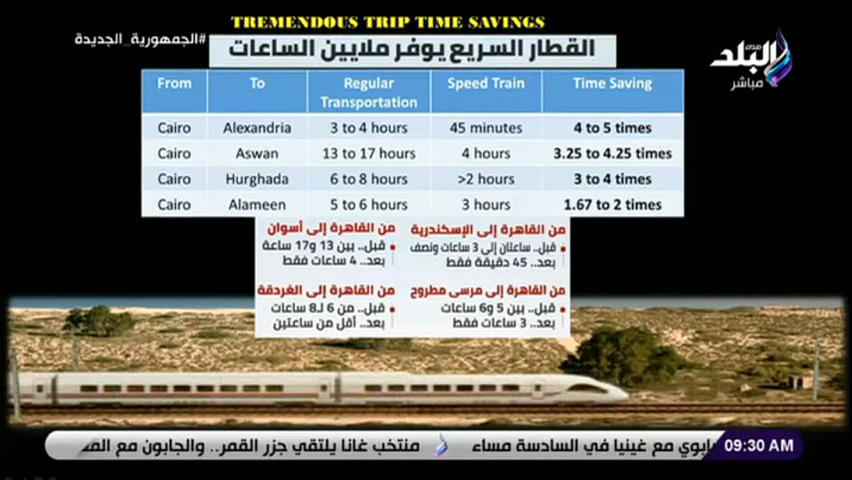 TREMENDOUS TRIP TIME SAVINGS
#الجمهورية_الجديدة
القطار السريع يوفر ملايين الساعات
صدى
البلد
مباشر
From To Regular Transportation Speed Train Time Saving
Cairo Alexandria 3 to 4 hours 45 minutes 4 to 5 times
Cairo Aswan 13 to 17 hours 4 hours 3.25 to 4.25 times
Cairo Hurghada 6 to 8 hours >2 hours 3 to 4 times
Cairo Alameen 5 to 6 hours 3 hours 1.67 to 2 times
من القاهرة إلى الإسكندرية
قبل.. ساعتان إلى 3 ساعات ونصف
بعد.. 45 دقيقة فقط
من القاهرة إلى أسوان
قبل.. بين 13 و17 ساعة
بعد.. 4 ساعات فقط
من القاهرة إلى مرسى مطروح
قبل.. بين 5 و6 ساعات
بعد.. 3 ساعات فقط
من القاهرة إلى الغردقة
قبل.. من 6 لـ8 ساعات
بعد.. أقل من ساعتين
09:30 AM
مع غينيا في السادسة مساء منتخب غانا يلتقي جزر القمر.. والجابون مع